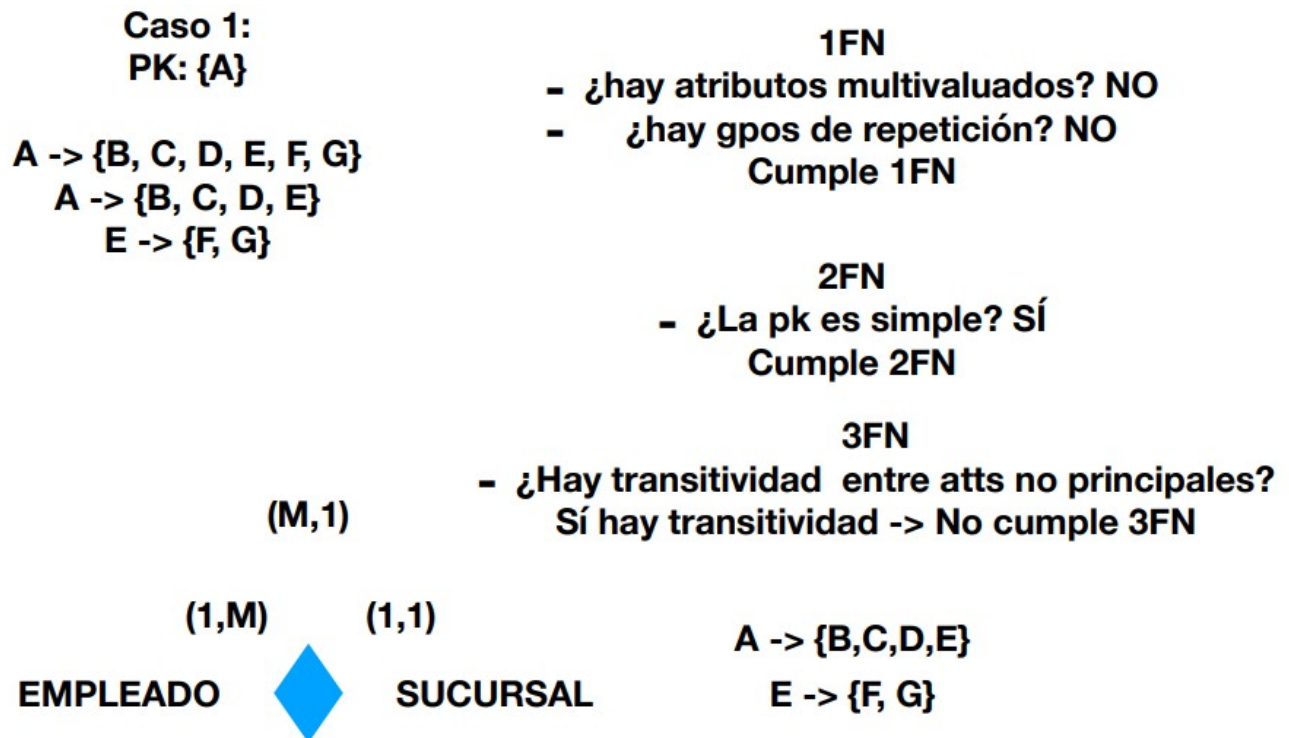 Caso 1:
PK: {A}
A -> {B, C, D, E, F, G}
A -> {B, C, D, E}
E -> {F, G}
1FN
- ¿hay atributos multivaluados? NO
- ¿hay gpos de repetición? NO
Cumple 1FN
2FN
- ¿La pk es simple? SÍ
Cumple 2FN
3FN
- ¿Hay transitividad entre atts no principales?
Sí hay transitividad -> No cumple 3FN
(M,1)
(1,M) (1,1)
EMPLEADO SUCURSAL
A -> {B,C,D,E}
E -> {F, G}